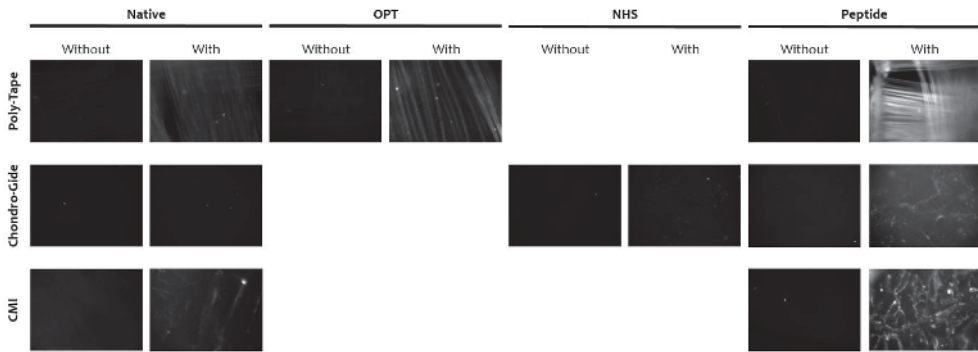 Native OPT NHS Peptide
Without With Without With Without With Without With
Poly-Tape
Chondro-Gide
CMI